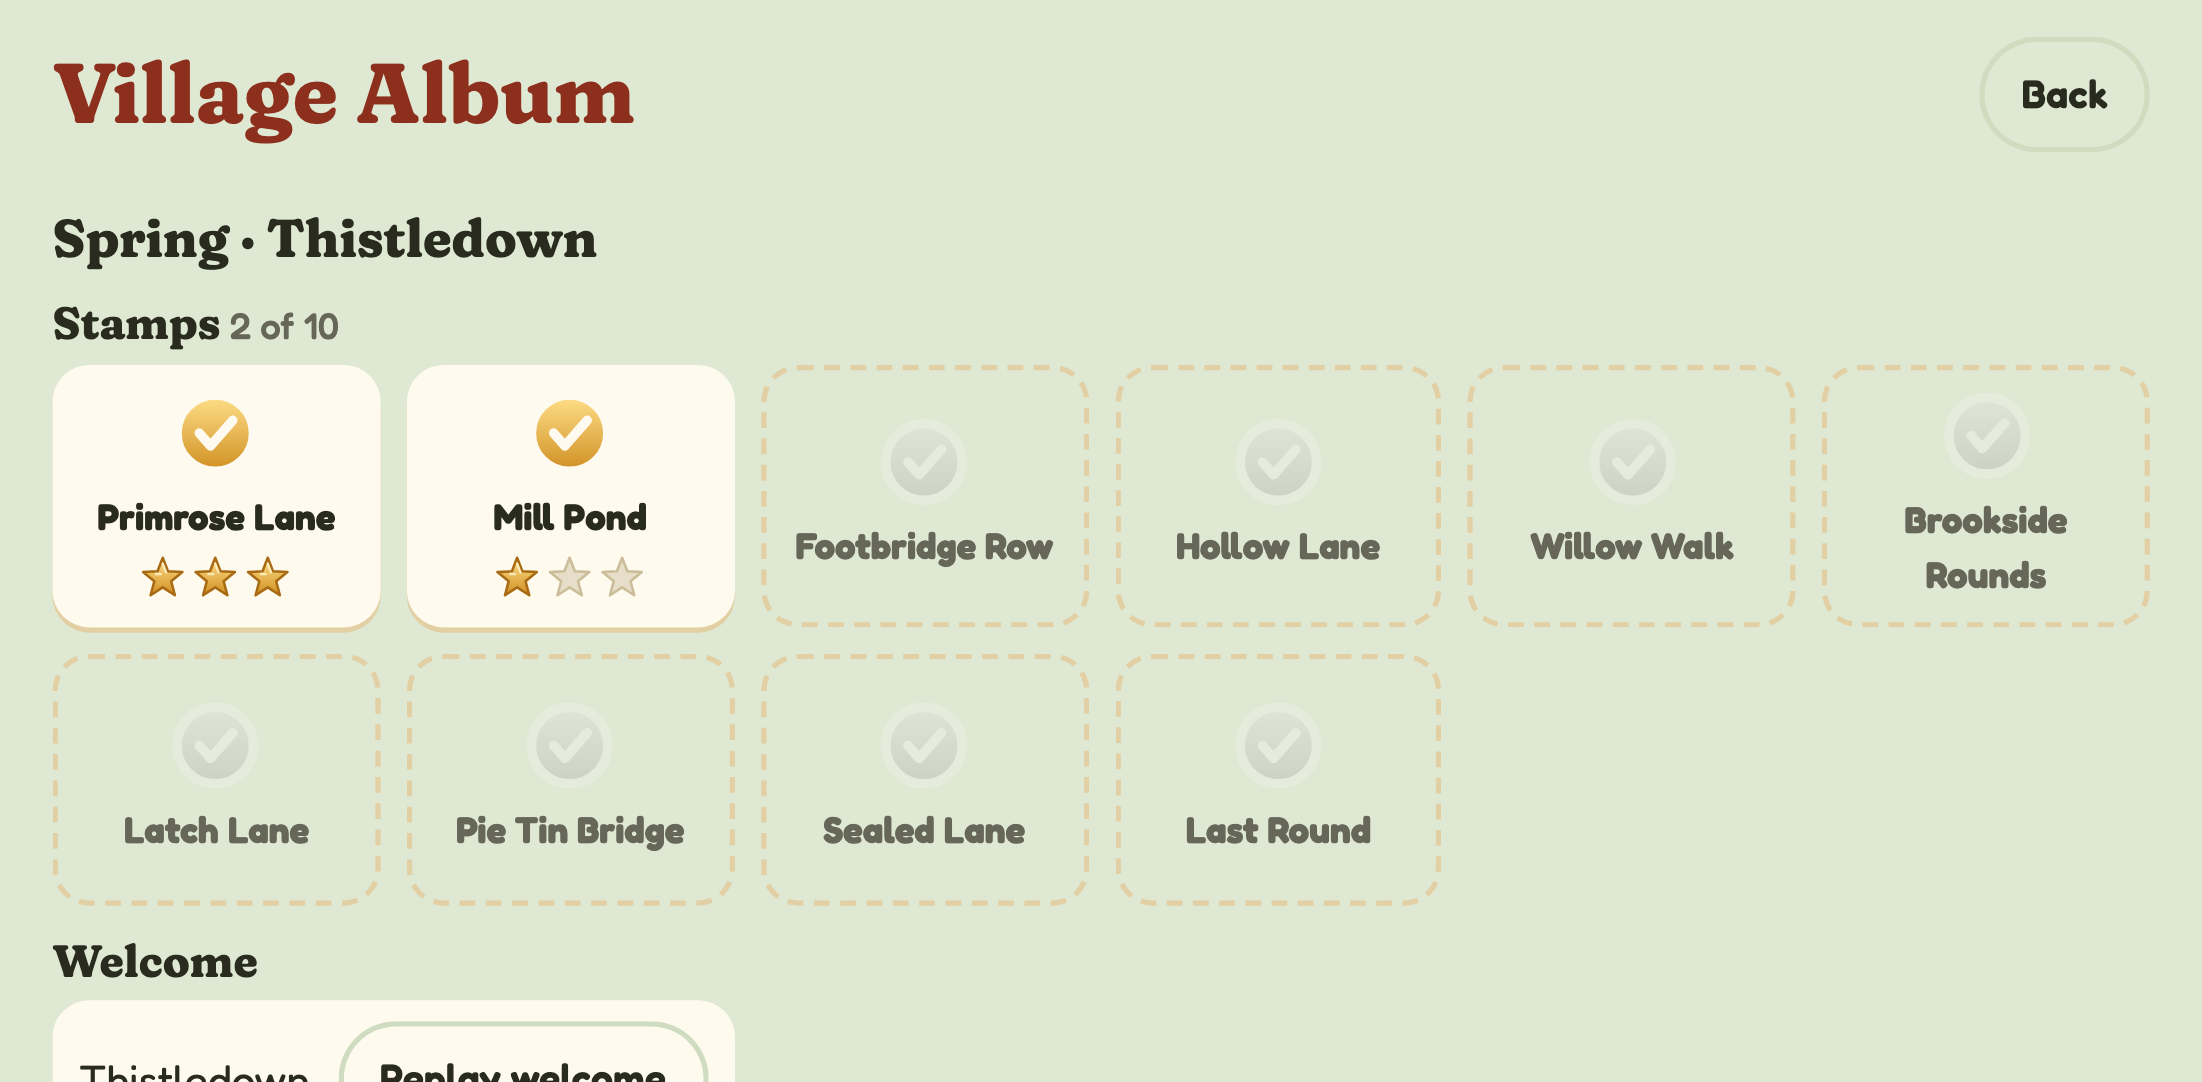 Village Album
Back
Spring · Thistledown
Stamps 2 of 10
Primrose Lane
Mill Pond
Footbridge Row
Hollow Lane
Willow Walk
Brookside
Rounds
Latch Lane
Pie Tin Bridge
Sealed Lane
Last Round
Welcome
Thistledown
Replay welcome